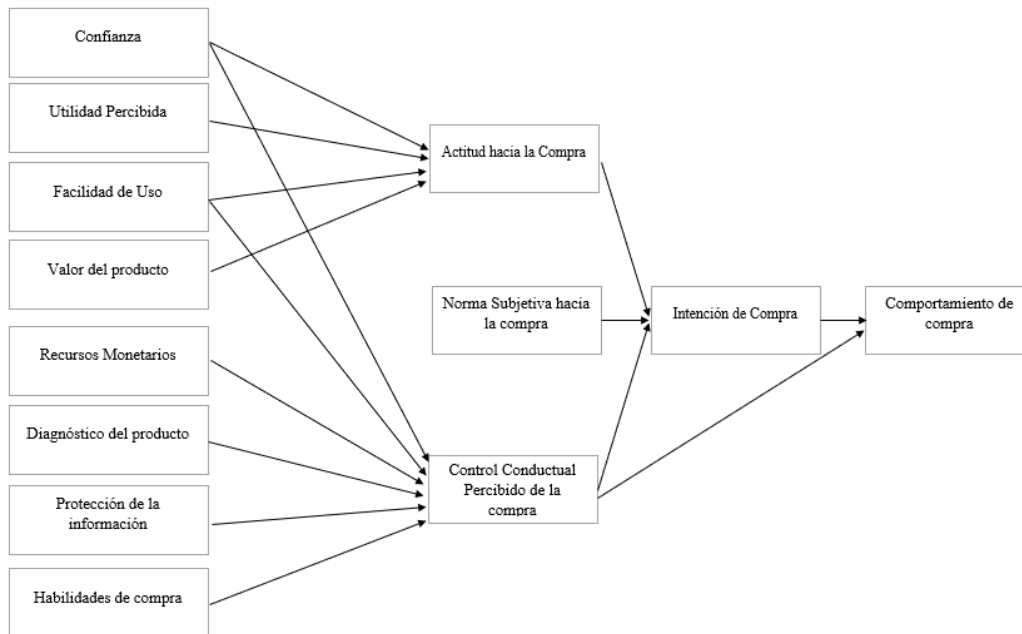 Confianza
Utilidad Percibida
Facilidad de Uso
Valor del producto
Recursos Monetarios
Diagnóstico del producto
Protección de la
información
Habilidades de compra
Actitud hacia la Compra
Norma Subjetiva hacia
la compra
Control Conductual
Percibido de la
compra
Intención de Compra
Comportamiento de
compra